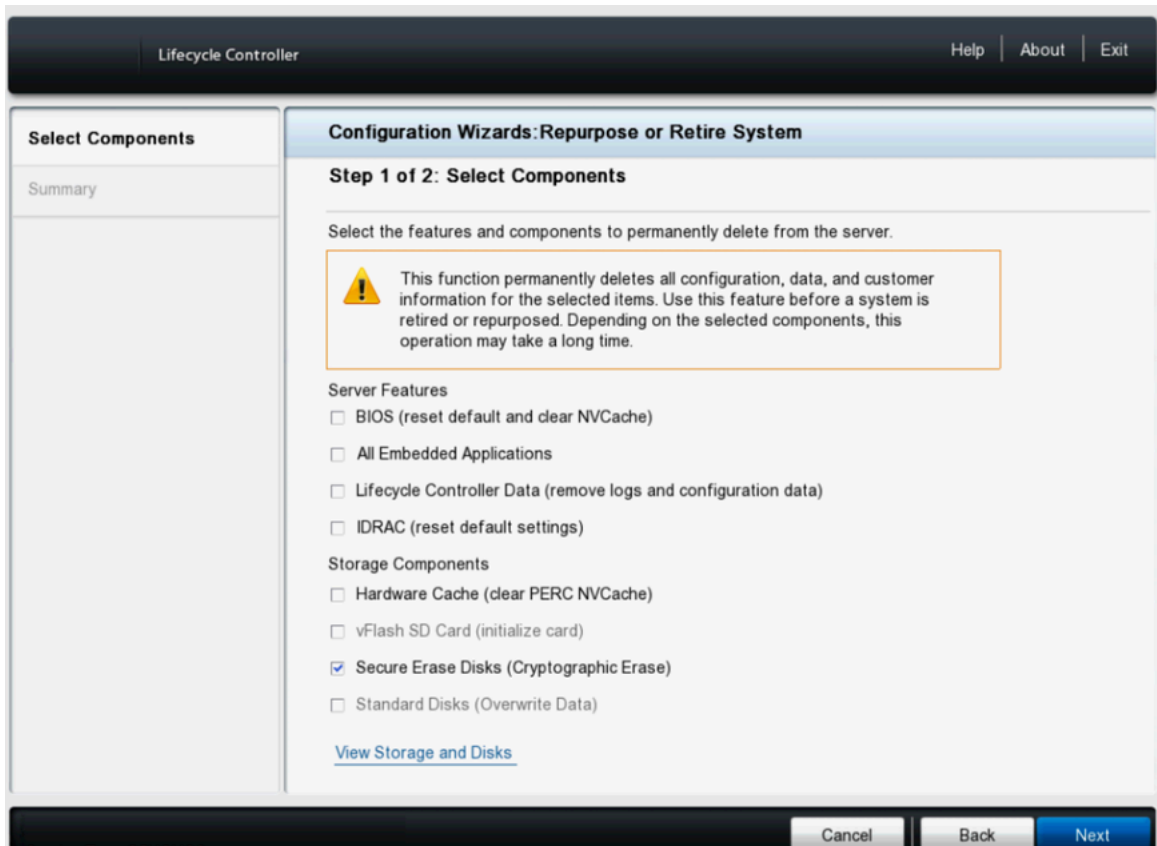 Lifecycle Controller
Help | About | Exit
Select Components
Summary
Configuration Wizards:Repurpose or Retire System
Step 1 of 2: Select Components
Select the features and components to permanently delete from the server.
This function permanently deletes all configuration, data, and customer
information for the selected items. Use this feature before a system is
retired or repurposed. Depending on the selected components, this
operation may take a long time.
Server Features
BIOS (reset default and clear NVCache)
All Embedded Applications
Lifecycle Controller Data (remove logs and configuration data)
IDRAC (reset default settings)
Storage Components
Hardware Cache (clear PERC NVCache)
vFlash SD Card (initialize card)
Secure Erase Disks (Cryptographic Erase)
Standard Disks (Overwrite Data)
View Storage and Disks
Cancel
Back
Next